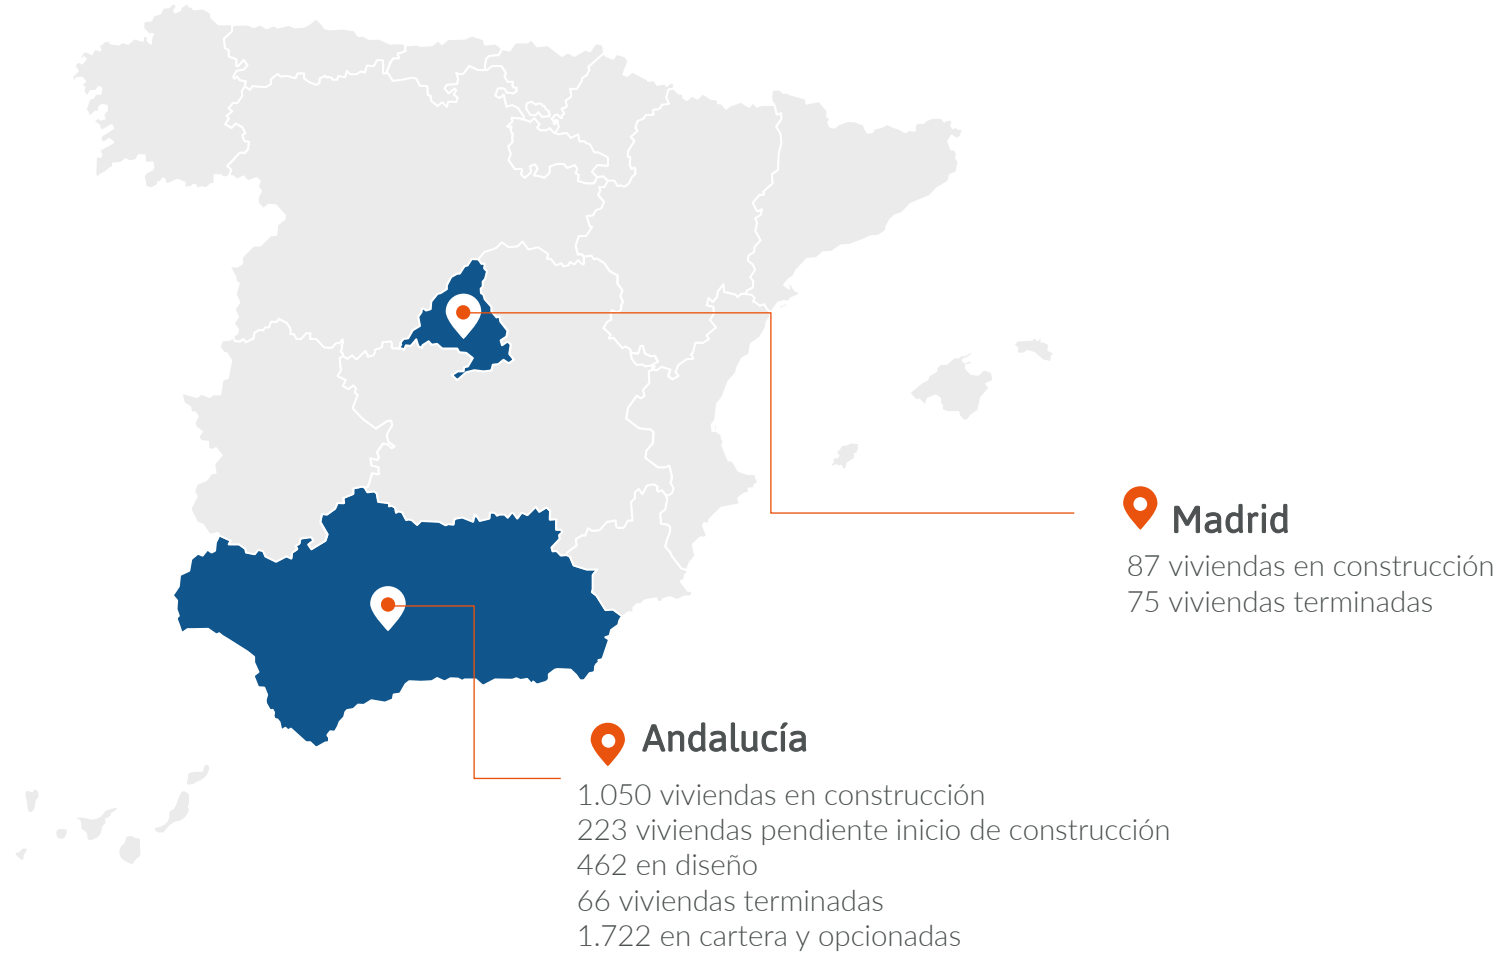 Madrid
87 viviendas en construcción
75 viviendas terminadas
Andalucía
1.050 viviendas en construcción
223 viviendas pendiente inicio de construcción
462 en diseño
66 viviendas terminadas
1.722 en cartera y opcionadas